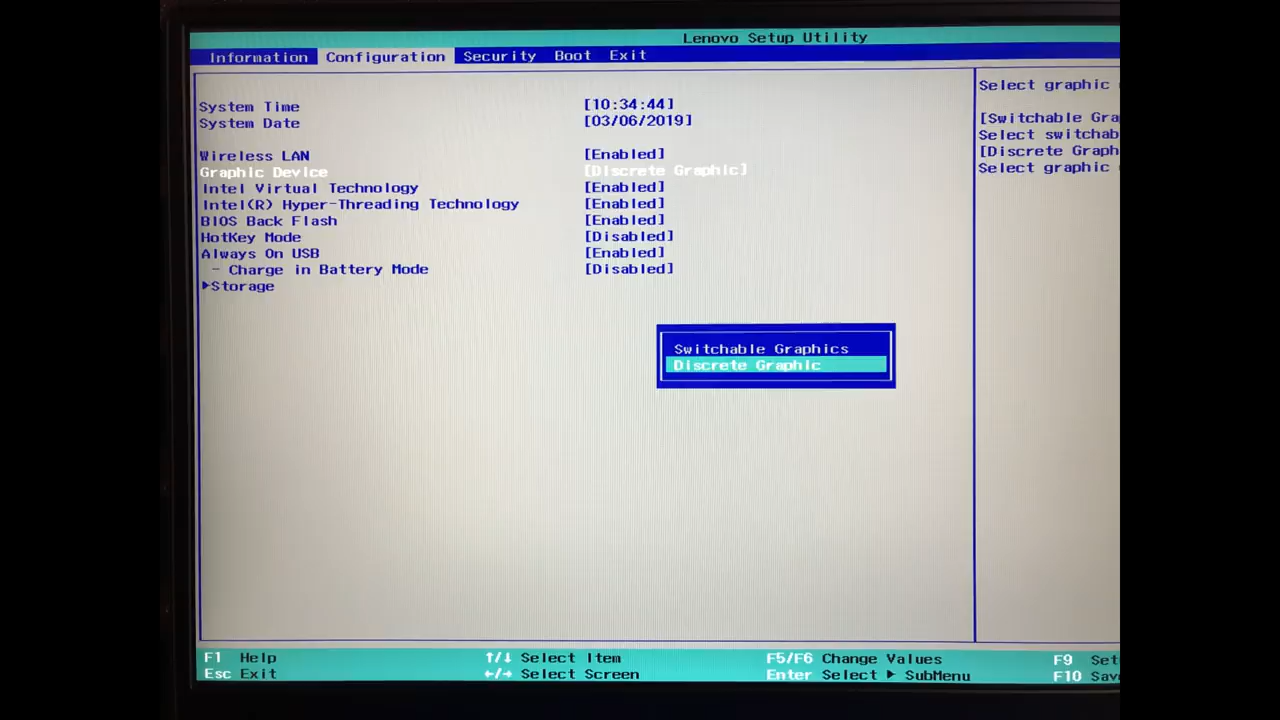 Lenovo Setup Utility
Information Configuration Security Boot Exit
System Time [10:34:44]
System Date [03/06/2019]
Wireless LAN [Enabled]
Graphic Device [Discrete Graphic]
Intel Virtual Technology [Enabled]
Intel(R) Hyper-Threading Technology [Enabled]
BIOS Back Flash [Enabled]
HotKey Mode [Disabled]
Always On USB [Enabled]
- Charge in Battery Mode [Disabled]
▶Storage
Switchable Graphics
Discrete Graphic
Select graphic
[Switchable Gra
Select switchab
[Discrete Graph
Select graphic
F1 Help ↑/↓ Select Item F5/F6 Change Values F9 Set
Esc Exit ←/→ Select Screen Enter Select ▶ SubMenu F10 Sav